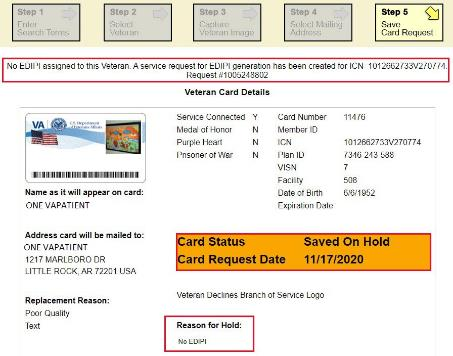 Step 1
Enter
Search Terms
Step 2
Select
Veteran
Step 3
Capture
Veteran Image
Step 4
Select Mailing
Address
Step 5
Save
Card Request
No EDIPI assigned to this Veteran. A service request for EDIPI generation has been created for ICN 1012662733V270774.
Request #1005248802
Veteran Card Details
VA
U.S. Department
of Veterans Affairs
Name as it will appear on card:
ONE VAPATIENT
Address card will be mailed to:
ONE VAPATIENT
1217 MARLBORO DR
LITTLE ROCK, AR 72201 USA
Replacement Reason:
Poor Quality
Text
Service Connected Y
Medal of Honor N
Purple Heart N
Prisoner of War N
Card Number 11476
Member ID
ICN 1012662733V270774
Plan ID 7346 243 588
VISN 7
Facility 508
Date of Birth 6/6/1952
Expiration Date
Card Status Saved On Hold
Card Request Date 11/17/2020
Veteran Declines Branch of Service Logo
Reason for Hold:
No EDIPI